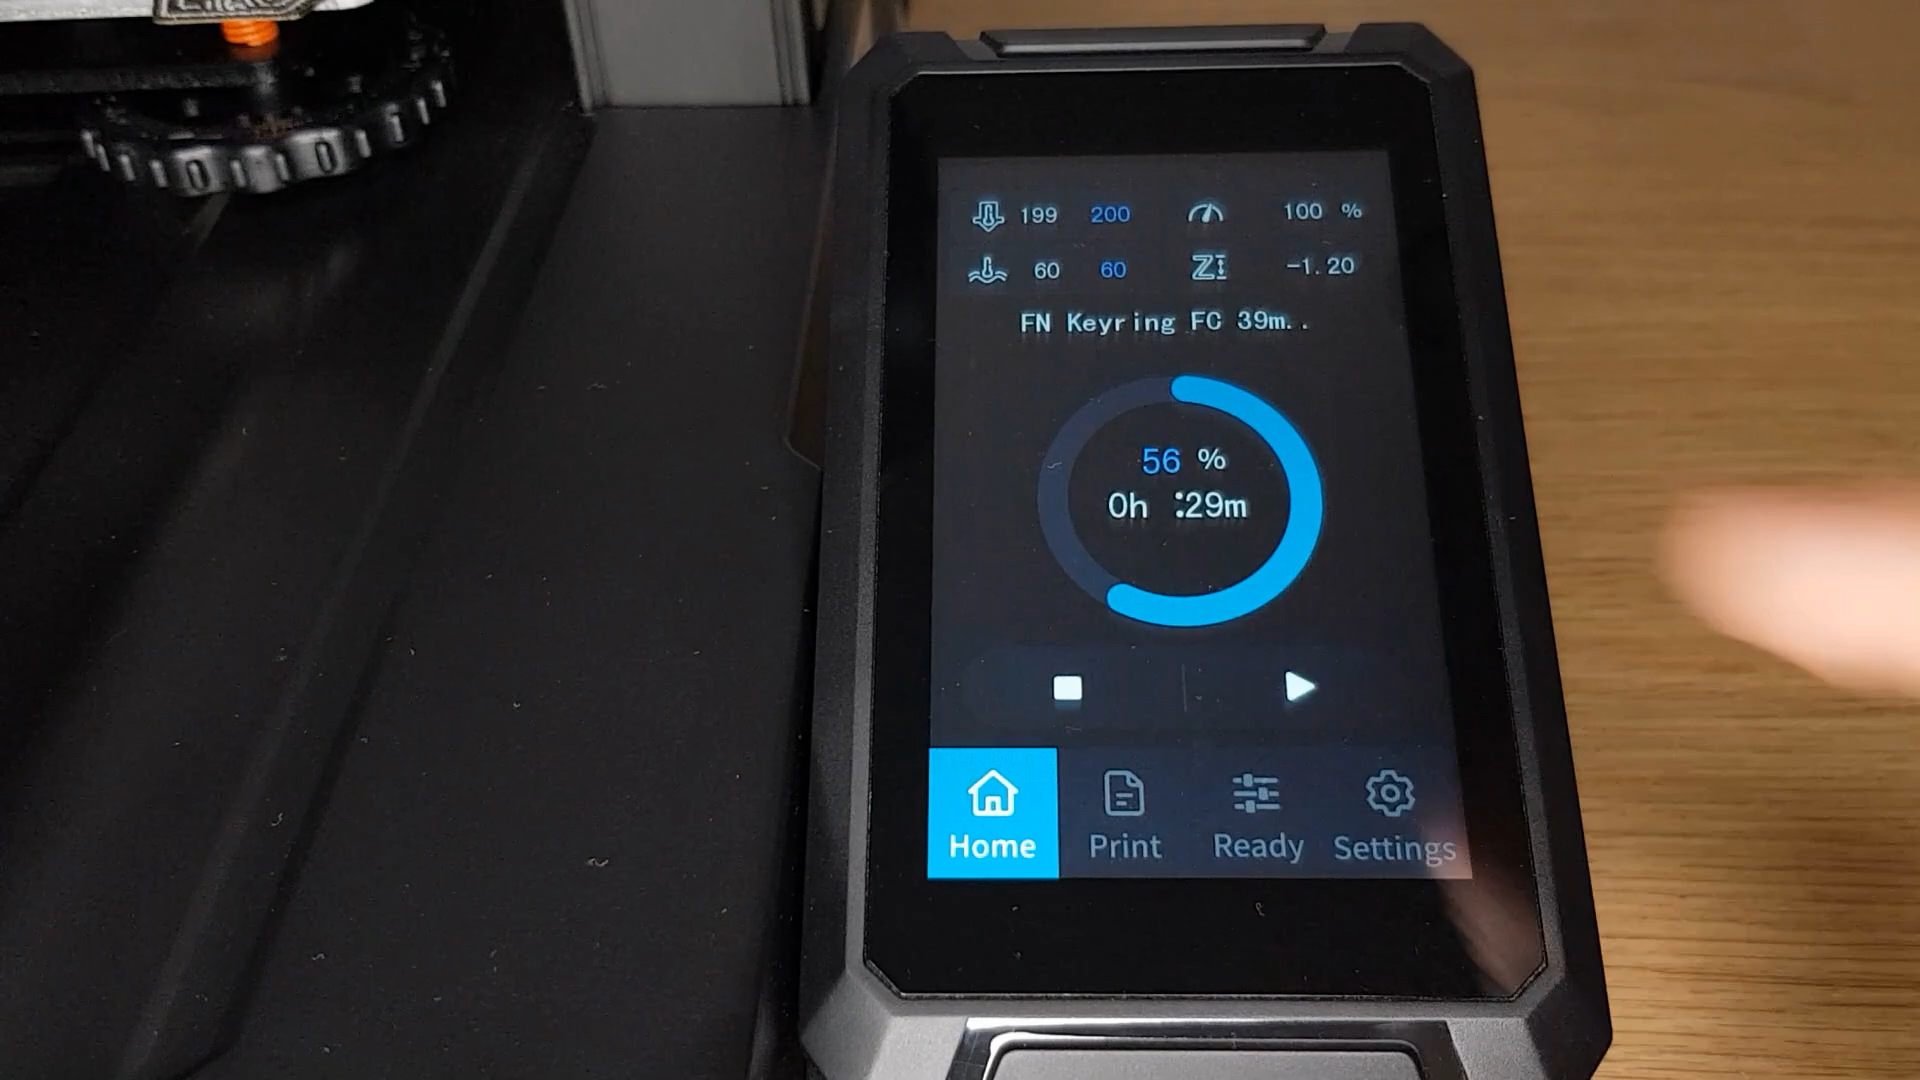 199 200 100 %
60 60 Z -1.20
FN Keyring FC 39m..
56 %
0h :29m
Home Print Ready Settings